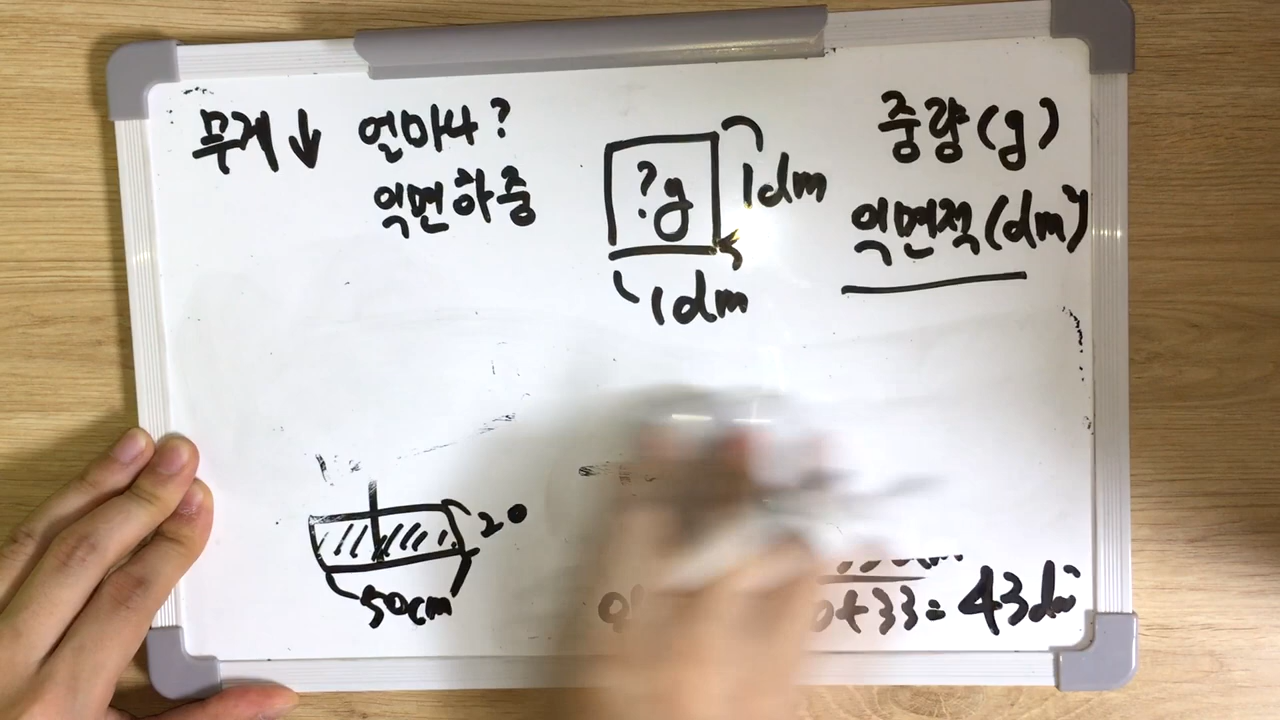 무게↓ 얼마나?
익면하중
?g
1dm
1dm
중량(g)
익면적(dm²)
20
50cm
0+33=43dm²